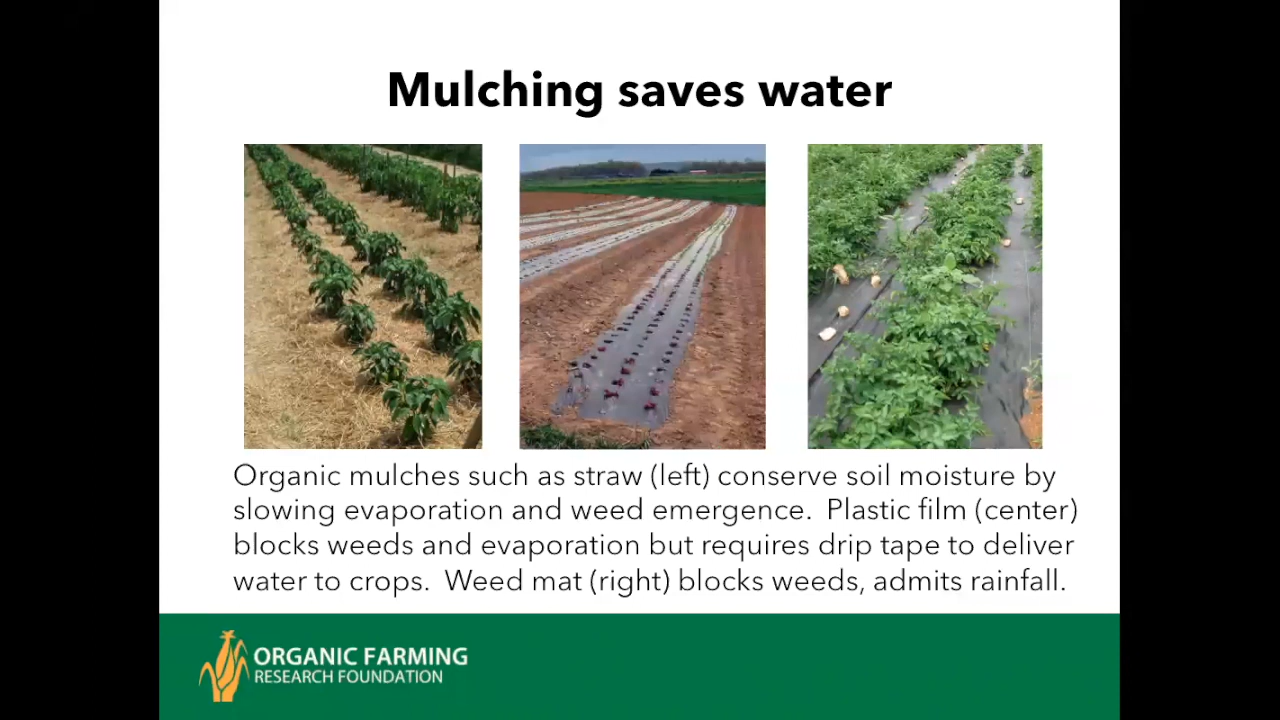 Mulching saves water
Organic mulches such as straw (left) conserve soil moisture by
slowing evaporation and weed emergence.  Plastic film (center)
blocks weeds and evaporation but requires drip tape to deliver
water to crops.  Weed mat (right) blocks weeds, admits rainfall.
ORGANIC FARMING
RESEARCH FOUNDATION